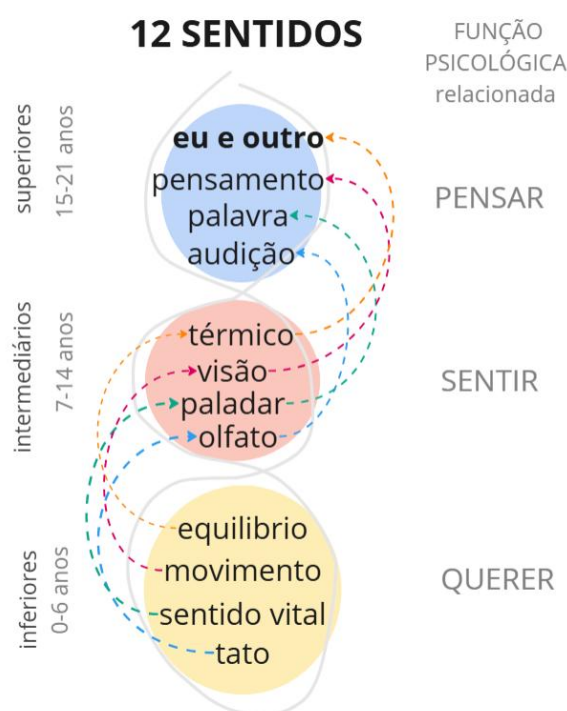 12 SENTIDOS
FUNÇÃO
PSICOLÓGICA
relacionada
superiores
15-21 anos
eu e outro
pensamento
palavra
audição
PENSAR
intermediários
7-14 anos
térmico
visão
paladar
olfato
SENTIR
inferiores
0-6 anos
equilibrio
movimento
sentido vital
tato
QUERER